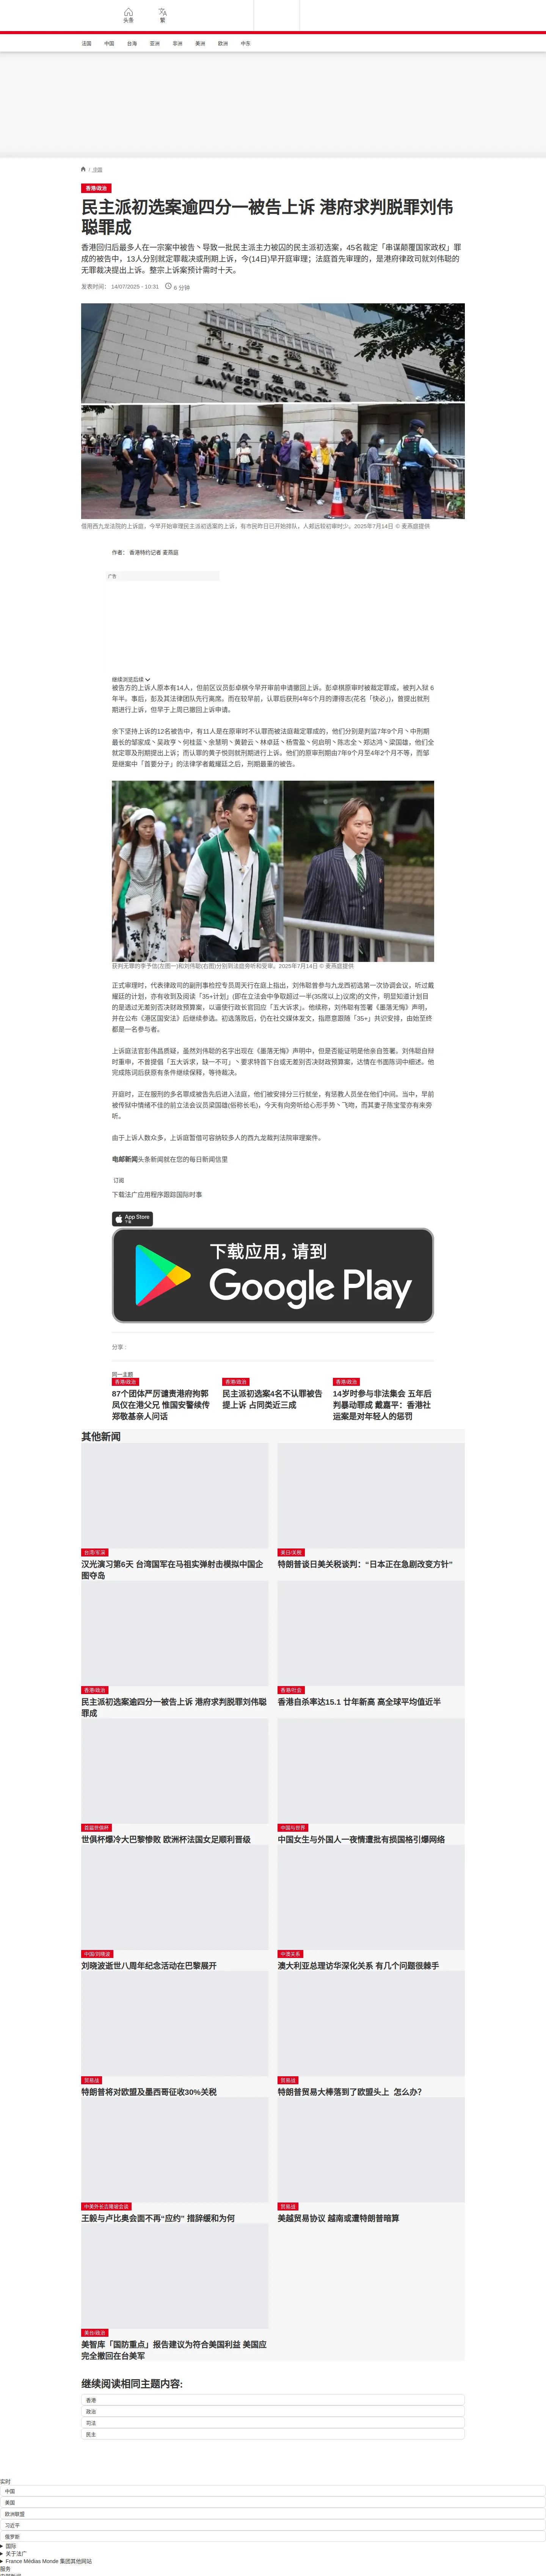 头条
繁
法国
中国
台海
亚洲
非洲
美洲
欧洲
中东
/ 中国
香港/政治
民主派初选案逾四分一被告上诉 港府求判脱罪刘伟
聪罪成
香港回归后最多人在一宗案中被告丶导致一批民主派主力被囚的民主派初选案，45名裁定「串谋颠覆国家政权」罪
成的被告中，13人分别就定罪裁决或刑期上诉，今(14日)早开庭审理；法庭首先审理的，是港府律政司就刘伟聪的
无罪裁决提出上诉。整宗上诉案预计需时十天。
发表时间： 14/07/2025 - 10:31
6 分钟
JUDICIARY
西九龙法院大楼
WEST KOWLOON
LAW COURTS
借用西九龙法院的上诉庭，今早开始审理民主派初选案的上诉，有市民昨日已开始排队，人龄远较初审时少。2025年7月14日 © 麦燕庭提供
作者： 香港特约记者 麦燕庭
广告
继续浏览后续
被告方的上诉人原本有14人，但前区议员彭卓棋今早开审前申请撤回上诉。彭卓棋原审时被裁定罪成，被判入狱 6
年半。事后，彭及其法律团队先行离席。而在较早前，认罪后获刑4年5个月的谭得志(花名「快必」)，曾提出就刑
期进行上诉，但早于上周已撤回上诉申请。
余下坚持上诉的12名被告中，有11人是在原审时不认罪而被法庭裁定罪成的，他们分别是判监7年9个月丶中刑期
最长的邹家成丶吴政亨丶何桂蓝丶余慧明丶黄碧云丶林卓廷丶杨雪盈丶何启明丶陈志全丶郑达鸿丶梁国雄，他们全
就定罪及刑期提出上诉；而认罪的黄子悦则就刑期进行上诉。他们的原审刑期由7年9个月至4年2个月不等，而邹
是继案中「首要分子」的法律学者戴耀廷之后，刑期最重的被告。
获判无罪的李予信(左图一)和刘伟聪(右图)分别到法庭旁听和受审。2025年7月14日 © 麦燕庭提供
正式审理时，代表律政司的副刑事检控专员周天行在庭上指出，刘伟聪曾参与九龙西初选第一次协调会议，听过戴
耀廷的计划，亦有收到及阅读「35+计划」(即在立法会中争取超过一半(35席以上)议席)的文件，明显知道计划目
的是透过无差别否决财政预算案，以逼使行政长官回应「五大诉求」。他续称，刘伟聪有签署《墨落无悔》声明，
并在公布《港区国安法》后继续参选。初选落败后，仍在社交媒体发文，指愿意跟随「35+」共识安排，由始至终
都是一名参与者。
上诉庭法官彭伟昌质疑，虽然刘伟聪的名字出现在《墨落无悔》声明中，但是否能证明是他亲自签署。刘伟聪自辩
时重申，不曾提倡「五大诉求，缺一不可」丶要求特首下台或无差别否决财政预算案，达情在书面陈词中细述。他
完成陈词后获原有条件继续保释，等待裁决。
开庭时，正在服刑的多名罪成被告先后进入法庭，他们被安排分三行就坐，有惩教人员坐在他们中间。当中，早前
被传狱中情绪不佳的前立法会议员梁国雄(俗称长毛)，今天有向旁听给心形手势丶飞吻，而其妻子陈宝莹亦有来旁
听。
由于上诉人数众多，上诉庭暂借可容纳较多人的西九龙裁判法院审理案件。
电邮新闻头条新闻就在您的每日新闻信里
订阅
下载法广应用程序跟踪国际时事
App Store
下载
下载应用，请到
Google Play
分享 :
同一主题
香港/政治
87个团体严厉谴责港府拘郭
凤仪在港父兄 惟国安警续传
郑敬基亲人问话
香港/政治
民主派初选案4名不认罪被告
提上诉 占同类近三成
香港/政治
14岁时参与非法集会 五年后
判暴动罪成 戴嘉平：香港社
运案是对年轻人的惩罚
其他新闻
台湾/军演
汉光演习第6天 台湾国军在马祖实弹射击模拟中国企
图夺岛
美日/关税
特朗普谈日美关税谈判：“日本正在急剧改变方针”
香港/政治
民主派初选案逾四分一被告上诉 港府求判脱罪刘伟聪
罪成
香港/社会
香港自杀率达15.1 廿年新高 高全球平均值近半
首届世俱杯
世俱杯爆冷大巴黎惨败 欧洲杯法国女足顺利晋级
中国与世界
中国女生与外国人一夜情遭批有损国格引爆网络
中国/刘晓波
刘晓波逝世八周年纪念活动在巴黎展开
中澳关系
澳大利亚总理访华深化关系 有几个问题很棘手
贸易战
特朗普将对欧盟及墨西哥征收30%关税
贸易战
特朗普贸易大棒落到了欧盟头上 怎么办？
中美外长吉隆坡会谈
王毅与卢比奥会面不再“应约” 措辞缓和为何
贸易战
美越贸易协议 越南或遭特朗普暗算
美台/政治
美智库「国防重点」报告建议为符合美国利益 美国应
完全撤回在台美军
继续阅读相同主题内容:
香港
政治
司法
民主
实时
中国
美国
欧洲联盟
习近平
俄罗斯
国际
关于法广
France Médias Monde 集团其他网站
服务